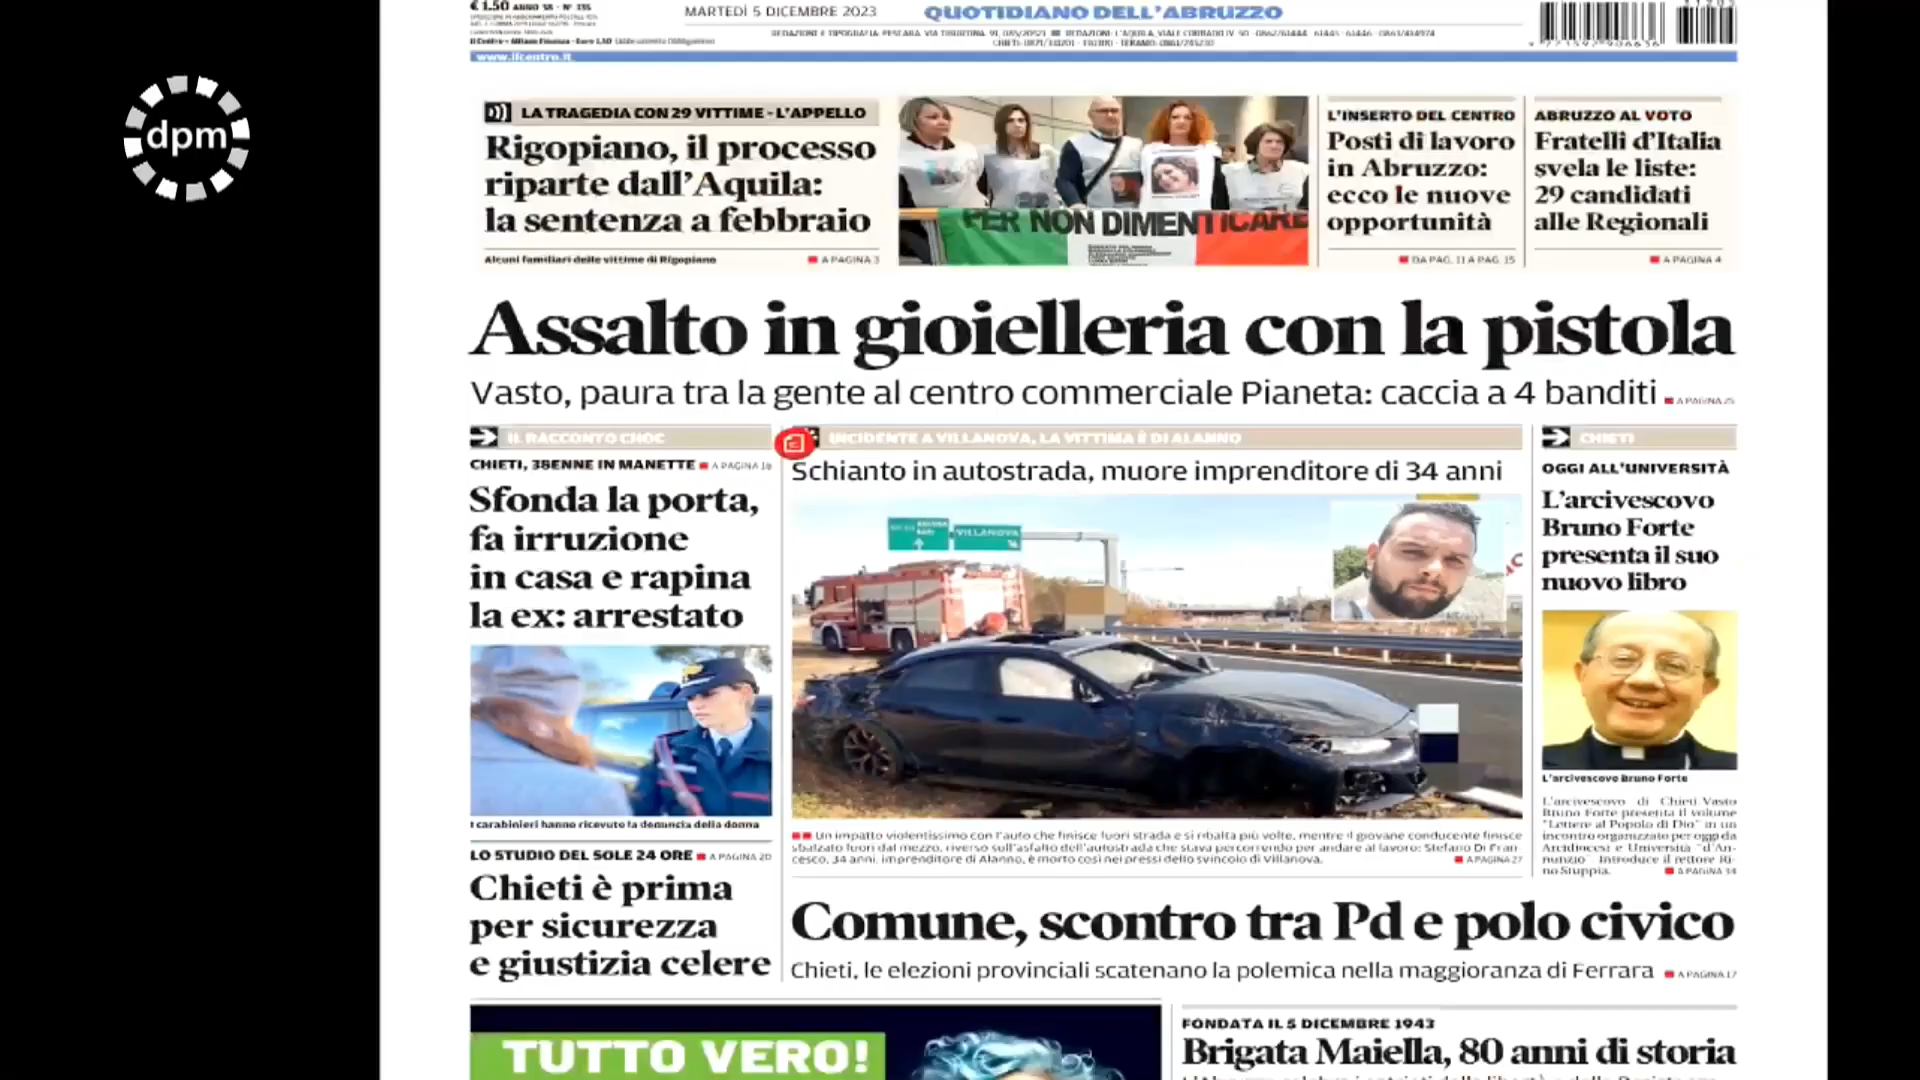 dpm
€ 1.50 ANNO 38 - N° 335
MARTEDÌ 5 DICEMBRE 2023
QUOTIDIANO DELL'ABRUZZO
www.ilcentro.it
LA TRAGEDIA CON 29 VITTIME - L'APPELLO
Rigopiano, il processo
riparte dall'Aquila:
la sentenza a febbraio
Alcuni familiari delle vittime di Rigopiano
A PAGINA 3
PER NON DIMENTICARE
L'INSERTO DEL CENTRO
Posti di lavoro
in Abruzzo:
ecco le nuove
opportunità
DA PAG. 11 A PAG. 15
ABRUZZO AL VOTO
Fratelli d'Italia
svela le liste:
29 candidati
alle Regionali
A PAGINA 4
Assalto in gioielleria con la pistola
Vasto, paura tra la gente al centro commerciale Pianeta: caccia a 4 banditi
IL RACCONTO CHOC
CHIETI, 38ENNE IN MANETTE A PAGINA 18
Sfonda la porta,
fa irruzione
in casa e rapina
la ex: arrestato
I carabinieri hanno ricevuto la denuncia della donna
LO STUDIO DEL SOLE 24 ORE A PAGINA 20
Chieti è prima
per sicurezza
e giustizia celere
INCIDENTE A VILLANOVA, LA VITTIMA È DI ALANNO
Schianto in autostrada, muore imprenditore di 34 anni
VILLANOVA
Un impatto violentissimo con l'auto che finisce fuori strada e si ribalta più volte, mentre il giovane conducente finisce
sbalzato fuori dal mezzo, riverso sull'asfalto dell'autostrada che stava percorrendo per andare al lavoro: Stefano Di Fran-
cesco, 34 anni, imprenditore di Alanno, è morto così nei pressi dello svincolo di Villanova.
A PAGINA 27
CHIETI
OGGI ALL'UNIVERSITÀ
L'arcivescovo
Bruno Forte
presenta il suo
nuovo libro
L'arcivescovo Bruno Forte
L'arcivescovo di Chieti-Vasto
Bruno Forte presenta il volume
"Lettere al Popolo di Dio" in un
incontro organizzato per oggi da
Arcidiocesi e Università "d'An-
nunzio". Introduce il rettore Ri-
no Stuppia.
A PAGINA 34
Comune, scontro tra Pd e polo civico
Chieti, le elezioni provinciali scatenano la polemica nella maggioranza di Ferrara
A PAGINA 17
TUTTO VERO!
FONDATA IL 5 DICEMBRE 1943
Brigata Maiella, 80 anni di storia